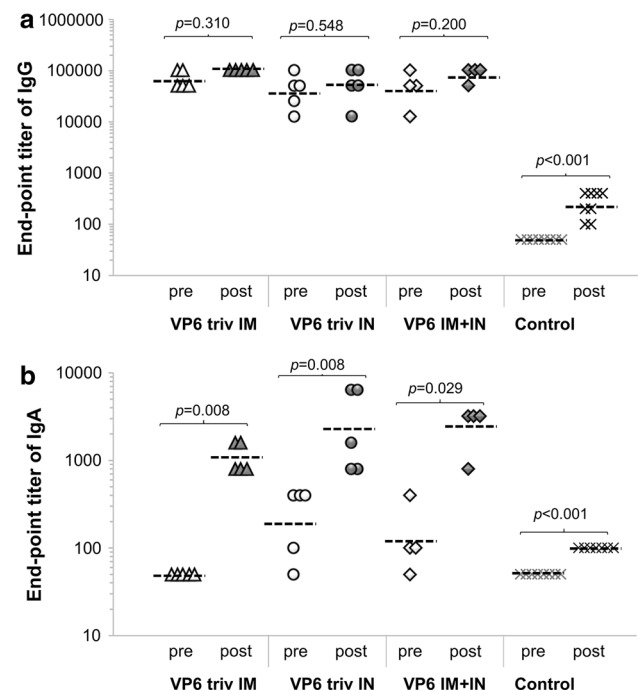 a
p=0.310 p=0.548 p=0.200
p<0.001
End-point titer of IgG
1000000
100000
10000
1000
100
10
pre post pre post pre post pre post
VP6 triv IM VP6 triv IN VP6 IM+IN Control
b
p=0.008 p=0.008 p=0.029
p<0.001
End-point titer of IgA
10000
1000
100
10
pre post pre post pre post pre post
VP6 triv IM VP6 triv IN VP6 IM+IN Control